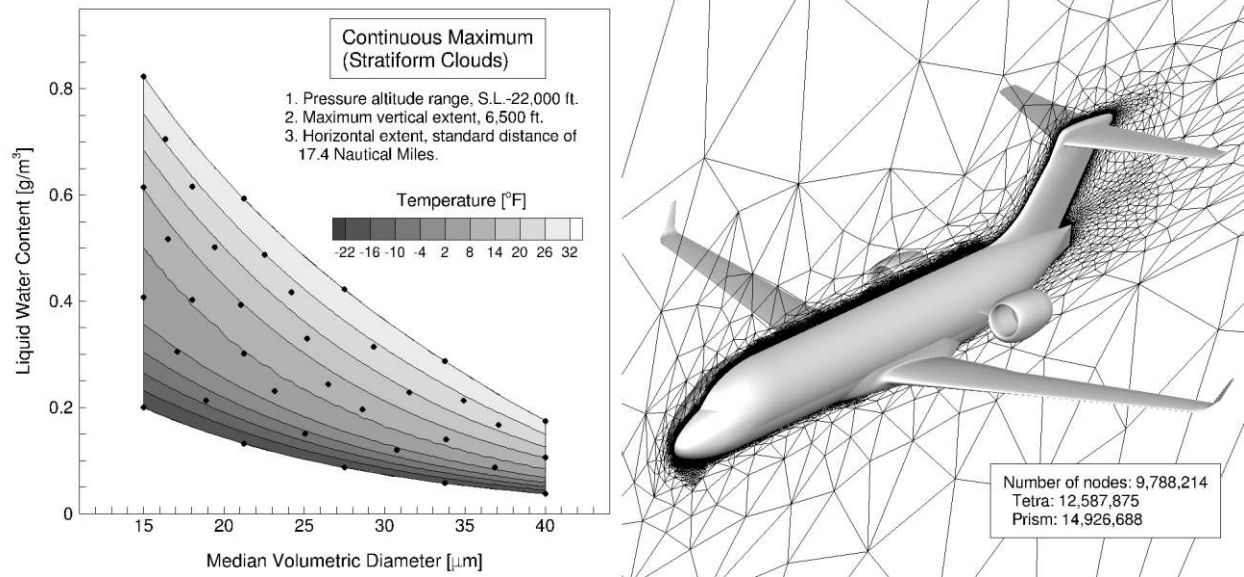 Continuous Maximum
(Stratiform Clouds)
1. Pressure altitude range, S.L.-22,000 ft.
2. Maximum vertical extent, 6,500 ft.
3. Horizontal extent, standard distance of
17.4 Nautical Miles.
Temperature [°F]
-22 -16 -10 -4 2 8 14 20 26 32
Liquid Water Content [g/m³]
0.8
0.6
0.4
0.2
0
15 20 25 30 35 40
Median Volumetric Diameter [μm]
Number of nodes: 9,788,214
Tetra: 12,587,875
Prism: 14,926,688